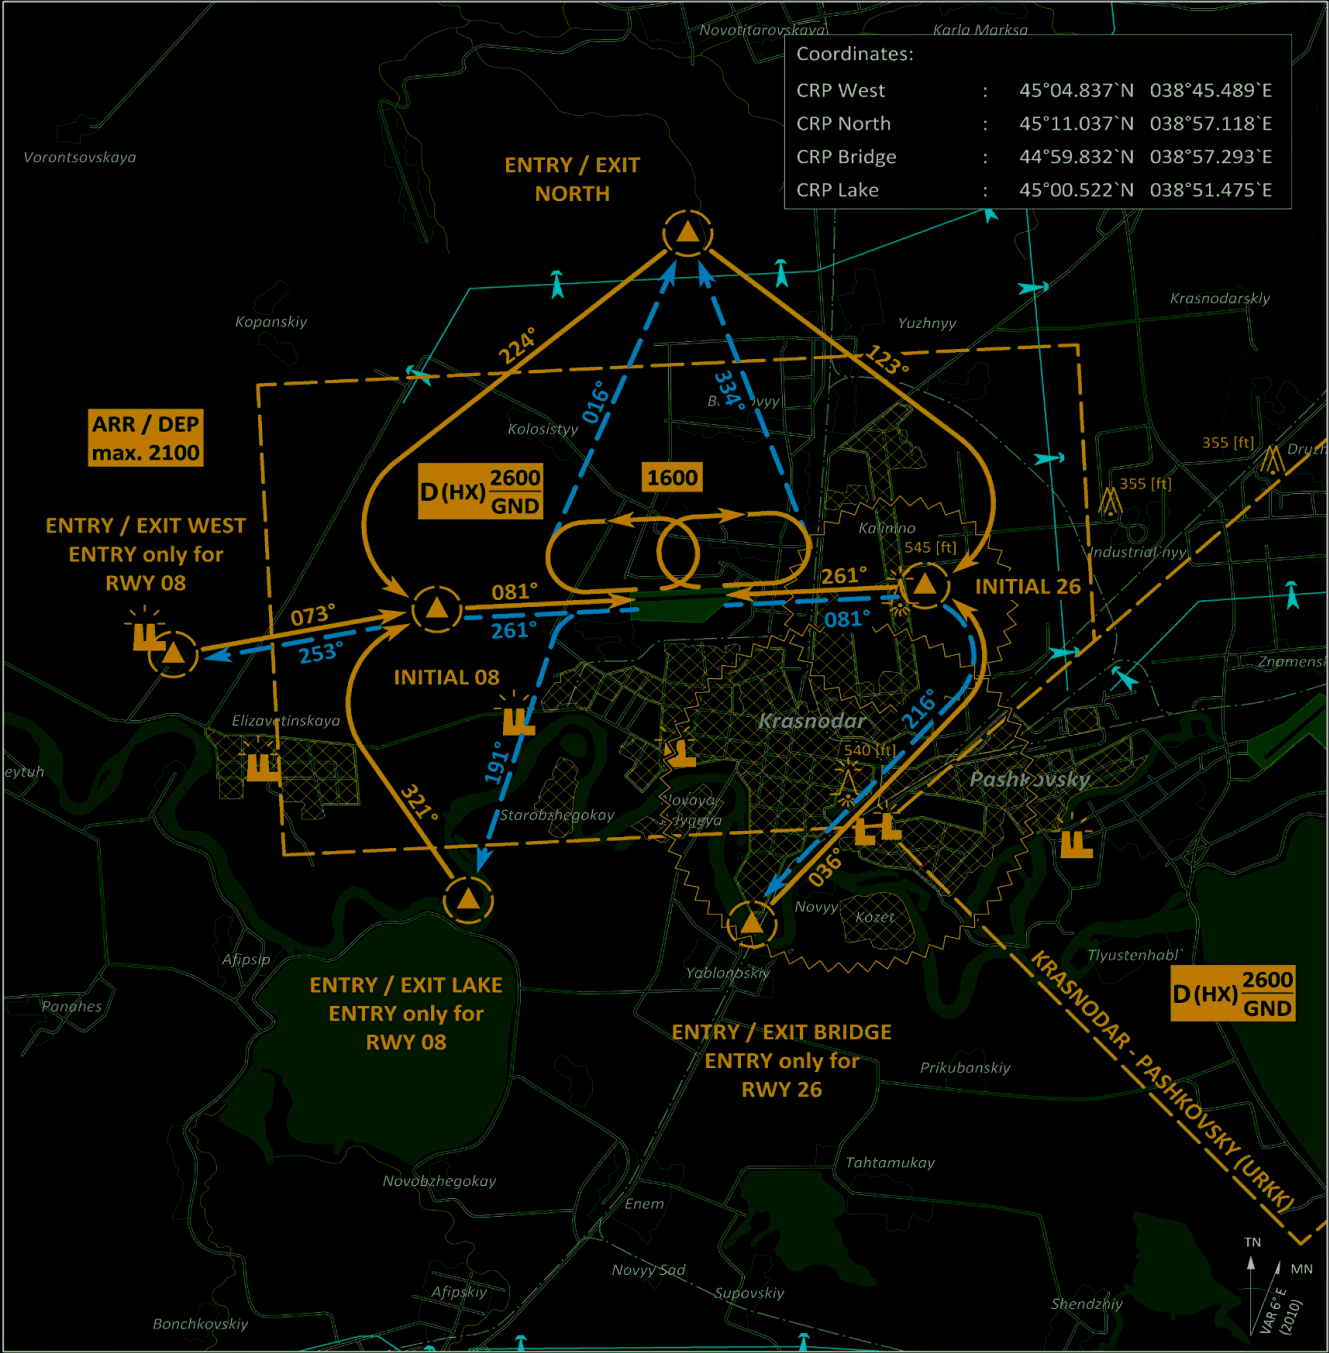 Novotitarovskaya
Karla Marksa
Coordinates:
CRP West : 45°04.837`N 038°45.489`E
CRP North : 45°11.037`N 038°57.118`E
CRP Bridge : 44°59.832`N 038°57.293`E
CRP Lake : 45°00.522`N 038°51.475`E
Vorontsovskaya
ENTRY / EXIT
NORTH
Kopanskiy
Krasnodarskiy
Yuzhnyy
224°
123°
016°
334°
ARR / DEP
max. 2100
Kolosistyy
D(HX) 2600
GND
1600
355 [ft]
355 [ft]
ENTRY / EXIT WEST
ENTRY only for
RWY 08
545 [ft]
Industrial`nyy
INITIAL 26
073°
253°
081°
261°
261°
081°
INITIAL 08
Znamensk
Elizavetinskaya
Krasnodar
216°
191°
540 [ft]
Pashkovsky
eytuh
Starobzhegokay
321°
036°
Novyy
Kozet
Afipsip
Yablonbskiy
Tlyustenhabl`
ENTRY / EXIT LAKE
ENTRY only for
RWY 08
Panahes
D(HX) 2600
GND
ENTRY / EXIT BRIDGE
ENTRY only for
RWY 26
KRASNODAR - PASHKOVSKY (URKK)
Prikubanskiy
Tahtamukay
Novobzhegokay
Enem
Novyy Sad
Supovskiy
Afipskiy
Shendzhiy
Bonchkovskiy
TN
MN
VAR 6° E
(2010)